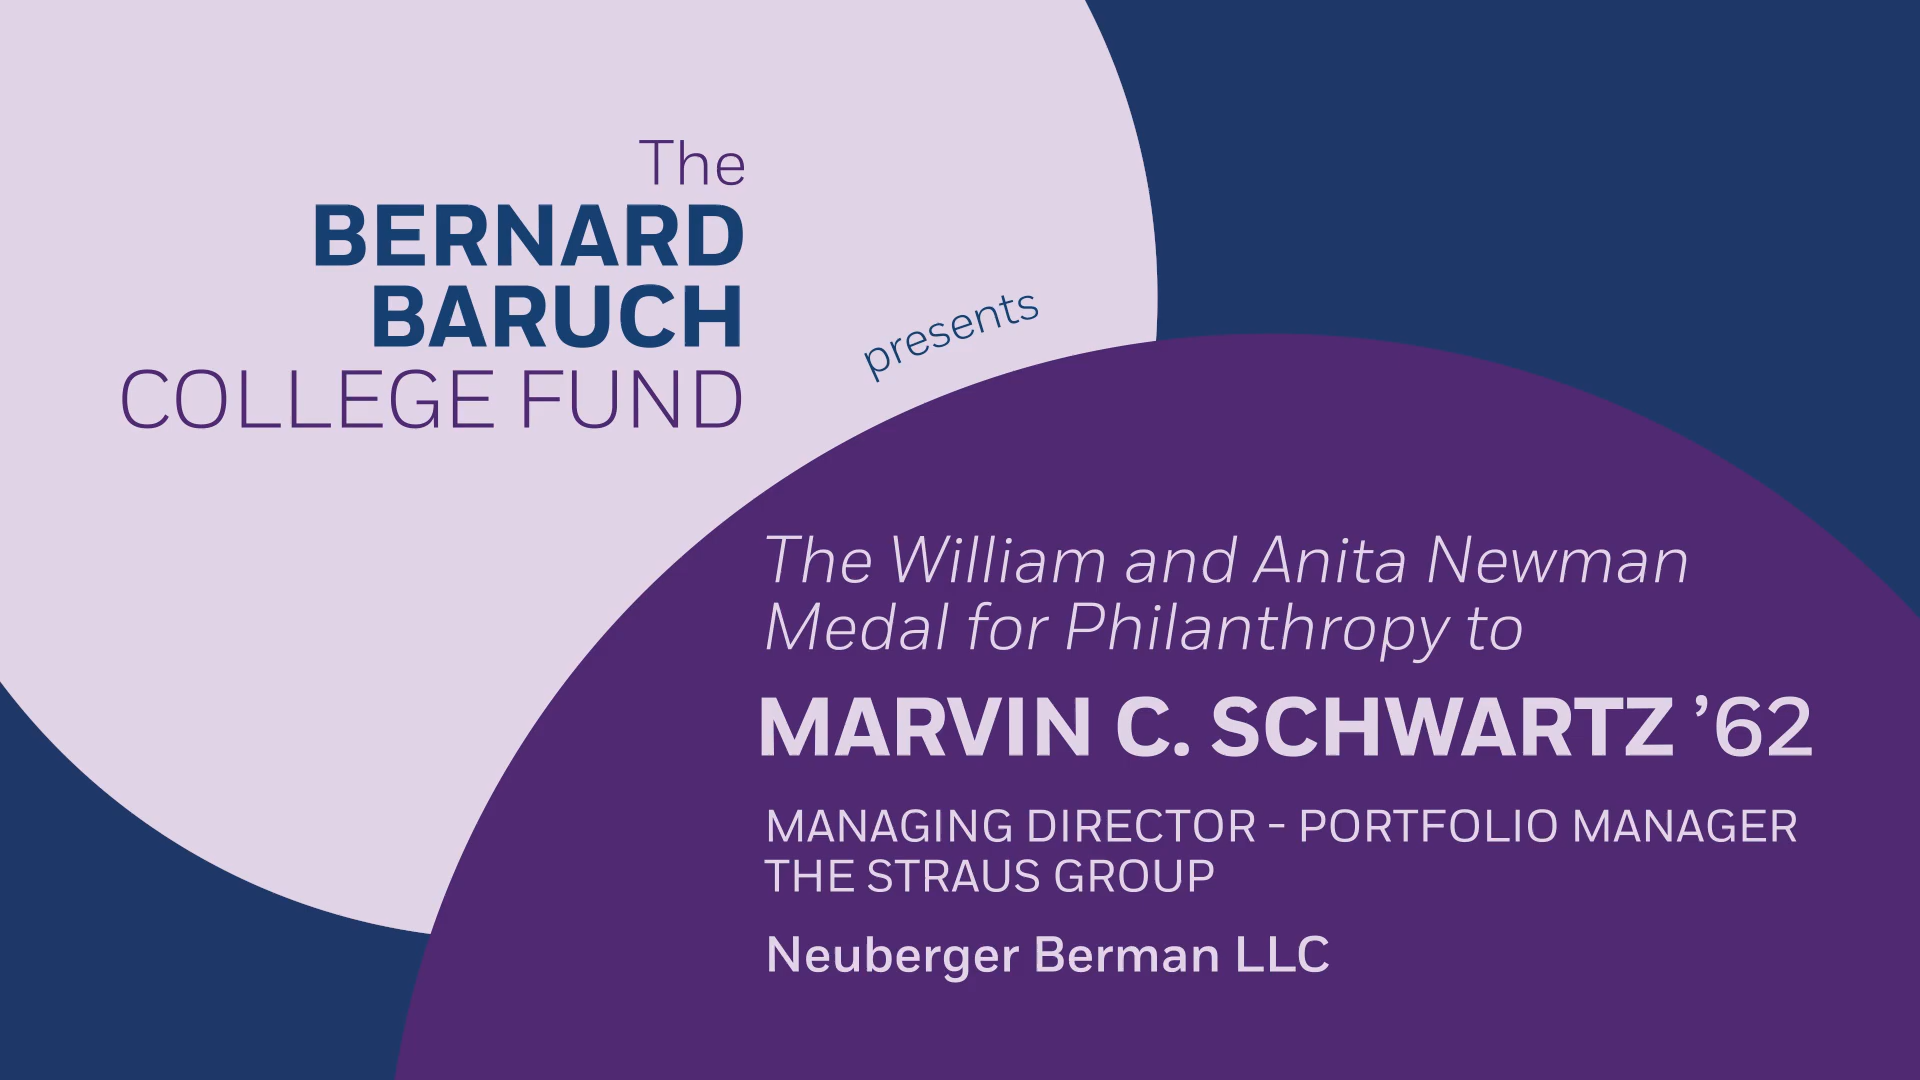 The
BERNARD
BARUCH
COLLEGE FUND
presents
The William and Anita Newman
Medal for Philanthropy to
MARVIN C. SCHWARTZ ’62
MANAGING DIRECTOR - PORTFOLIO MANAGER
THE STRAUS GROUP
Neuberger Berman LLC